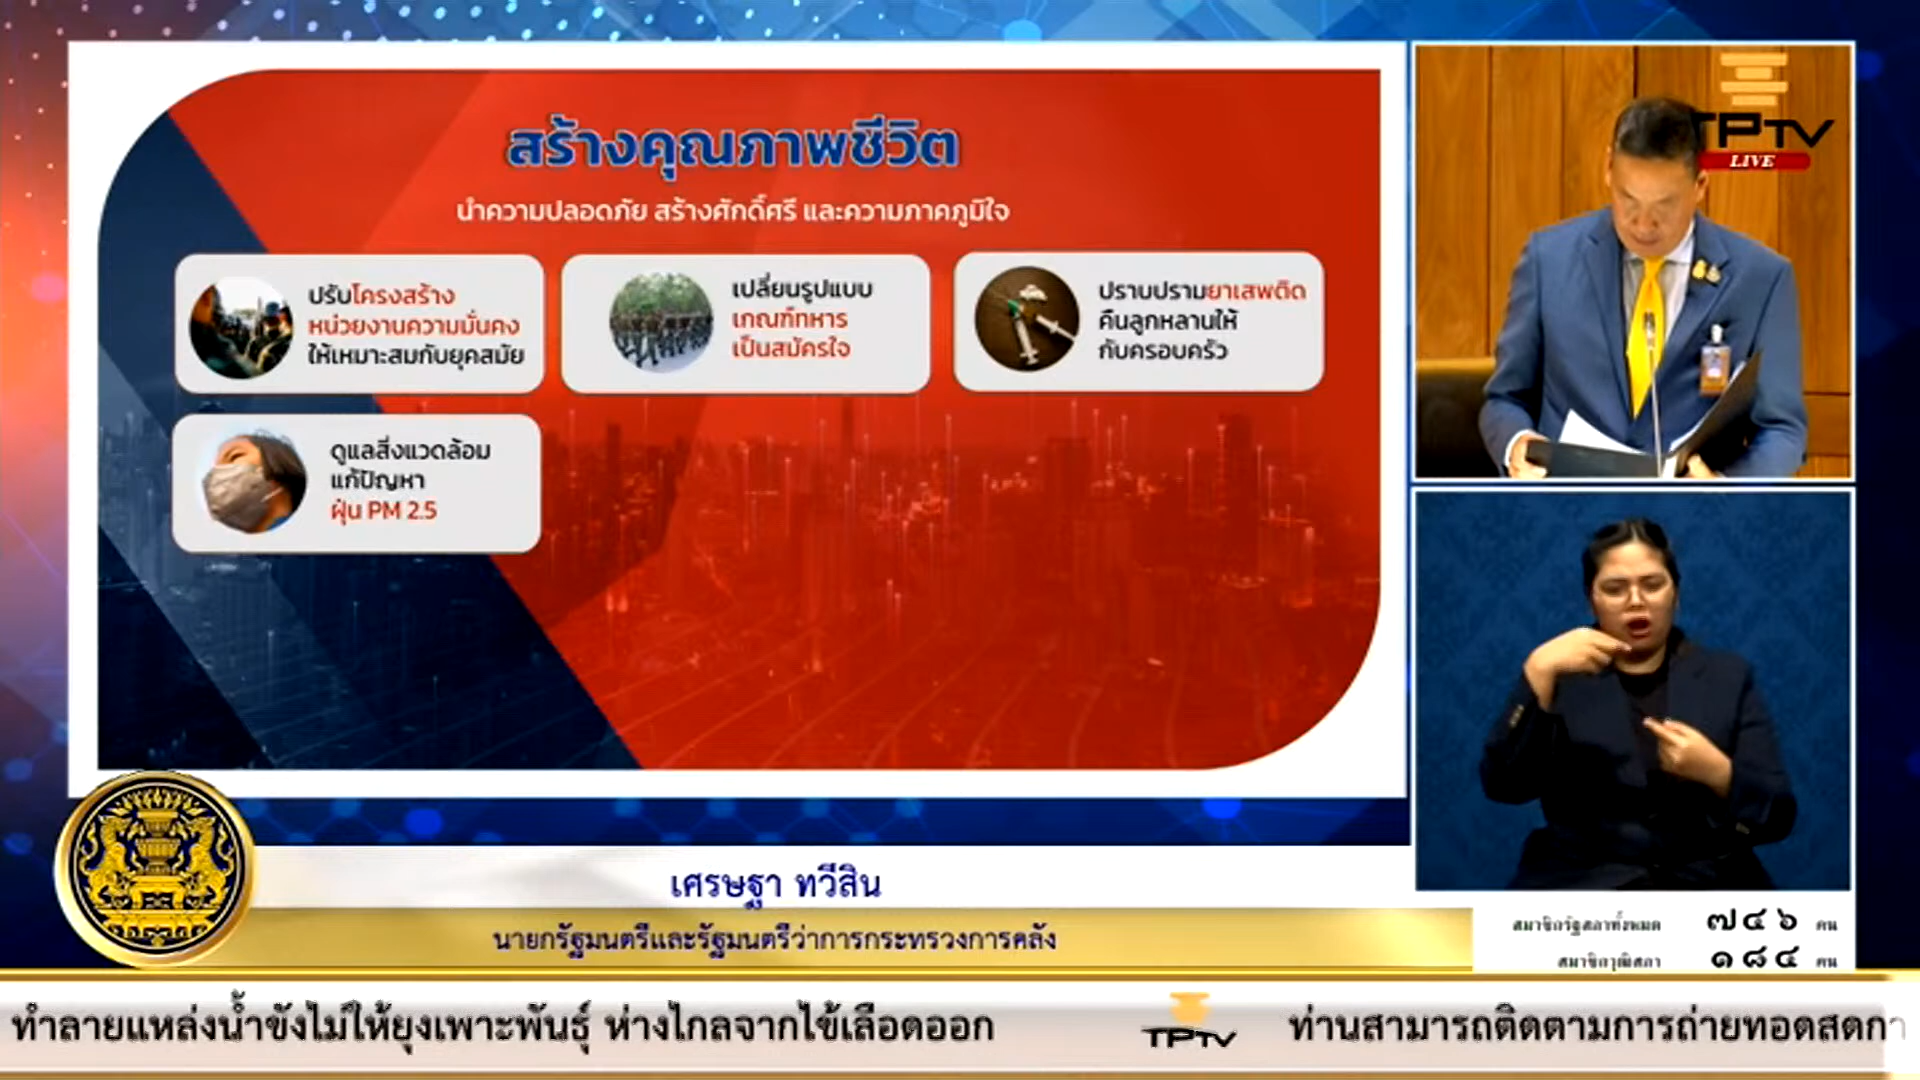 สร้างคุณภาพชีวิต
นำความปลอดภัย สร้างศักดิ์ศรี และความภาคภูมิใจ
ปรับโครงสร้าง
หน่วยงานความมั่นคง
ให้เหมาะสมกับยุคสมัย
เปลี่ยนรูปแบบ
เกณฑ์ทหาร
เป็นสมัครใจ
ปราบปรามยาเสพติด
คืนลูกหลานให้
กับครอบครัว
ดูแลสิ่งแวดล้อม
แก้ปัญหา
ฝุ่น PM 2.5
TPTV
LIVE
เศรษฐา ทวีสิน
นายกรัฐมนตรีและรัฐมนตรีว่าการกระทรวงการคลัง
สมาชิกรัฐสภาทั้งหมด ๗๔๖ คน
สมาชิกวุฒิสภา ๑๘๔ คน
ทำลายแหล่งน้ำขังไม่ให้ยุงเพาะพันธุ์ ห่างไกลจากไข้เลือดออก TPTV ท่านสามารถติดตามการถ่ายทอดสดกา